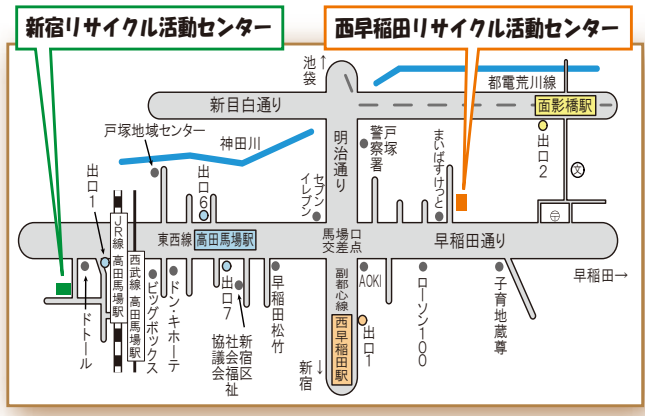 新宿リサイクル活動センター
西早稲田リサイクル活動センター
池袋↑
都電荒川線
新目白通り
面影橋駅
戸塚地域センター
神田川
明治通り
戸塚警察署
まいばすけっと
出口2
文
出口1
出口6
セブンイレブン
JR線 高田馬場駅
西武線 高田馬場駅
東西線
高田馬場駅
馬場口交差点
早稲田通り
早稲田→
ドトール
ビッグボックス
ドン・キホーテ
出口7
新宿区社会福祉協議会
早稲田松竹
副都心線
西早稲田駅
出口1
AOKI
ローソン100
子育地蔵尊
新宿↓